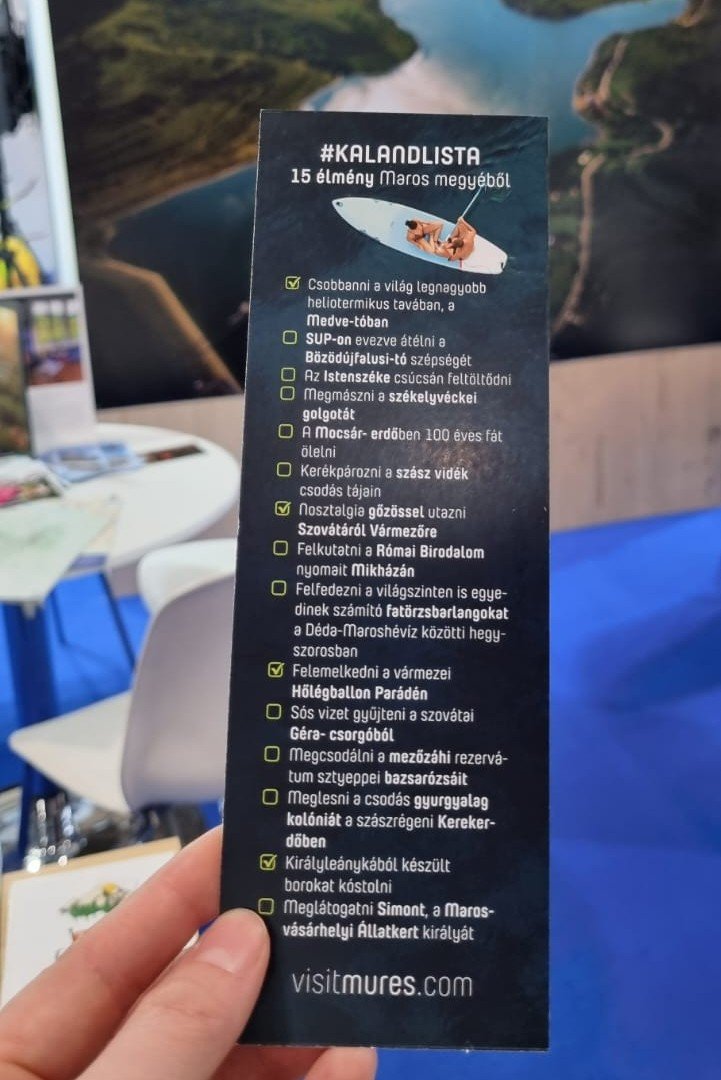 #KALANDLISTA
15 élmény Maros megyéből
Csobbanni a világ legnagyobb
heliotermikus tavában, a
Medve-tóban
SUP-on evezve átélni a
Bözödújfalusi-tó szépségét
Az Istenszéke csúcsán feltöltődni
Megmászni a székelyvéckei
golgotát
A Mocsár- erdőben 100 éves fát
ölelni
Kerékpározni a szász vidék
csodás tájain
Nosztalgia gőzössel utazni
Szovátáról Vármezőre
Felkutatni a Római Birodalom
nyomait Mikházán
Felfedezni a világszinten is egye-
dinek számító fatörzsbarlangokat
a Déda-Maroshévíz közötti hegy-
szorosban
Felemelkedni a vármezei
Hőlégballon Parádén
Sós vizet gyűjteni a szovátai
Géra- csorgóból
Megcsodálni a mezőzáhi rezervá-
tum sztyeppei bazsarózsáit
Meglesni a csodás gyurgyalag
kolóniát a szászrégeni Kereker-
dőben
Királyleánykából készült
borokat kóstolni
Meglátogatni Simont, a Maros-
vásárhelyi Állatkert királyát
visitmures.com